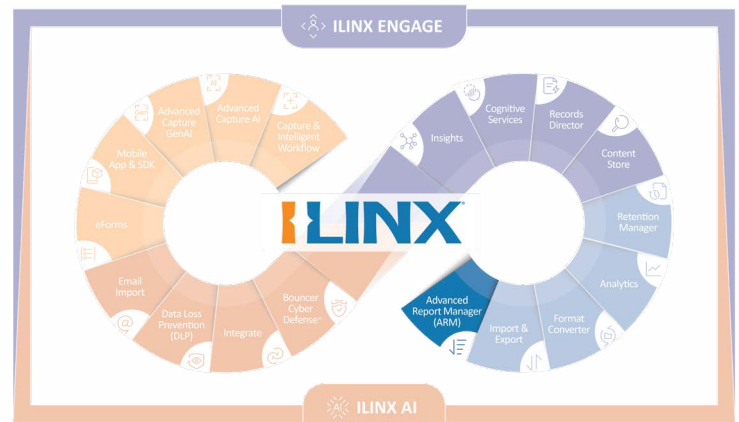 ILINX ENGAGE
Advanced
Capture
GenAI
Advanced
Capture AI
Capture &
Intelligent
Workflow
Mobile
App & SDK
eForms
Email
Import
Data Loss
Prevention
(DLP)
Integrate
Bouncer
Cyber
Defense℠
ILINX®
Insights
Cognitive
Services
Records
Director
Content
Store
Retention
Manager
Analytics
Format
Converter
Import &
Export
Advanced
Report Manager
(ARM)
AI ILINX AI